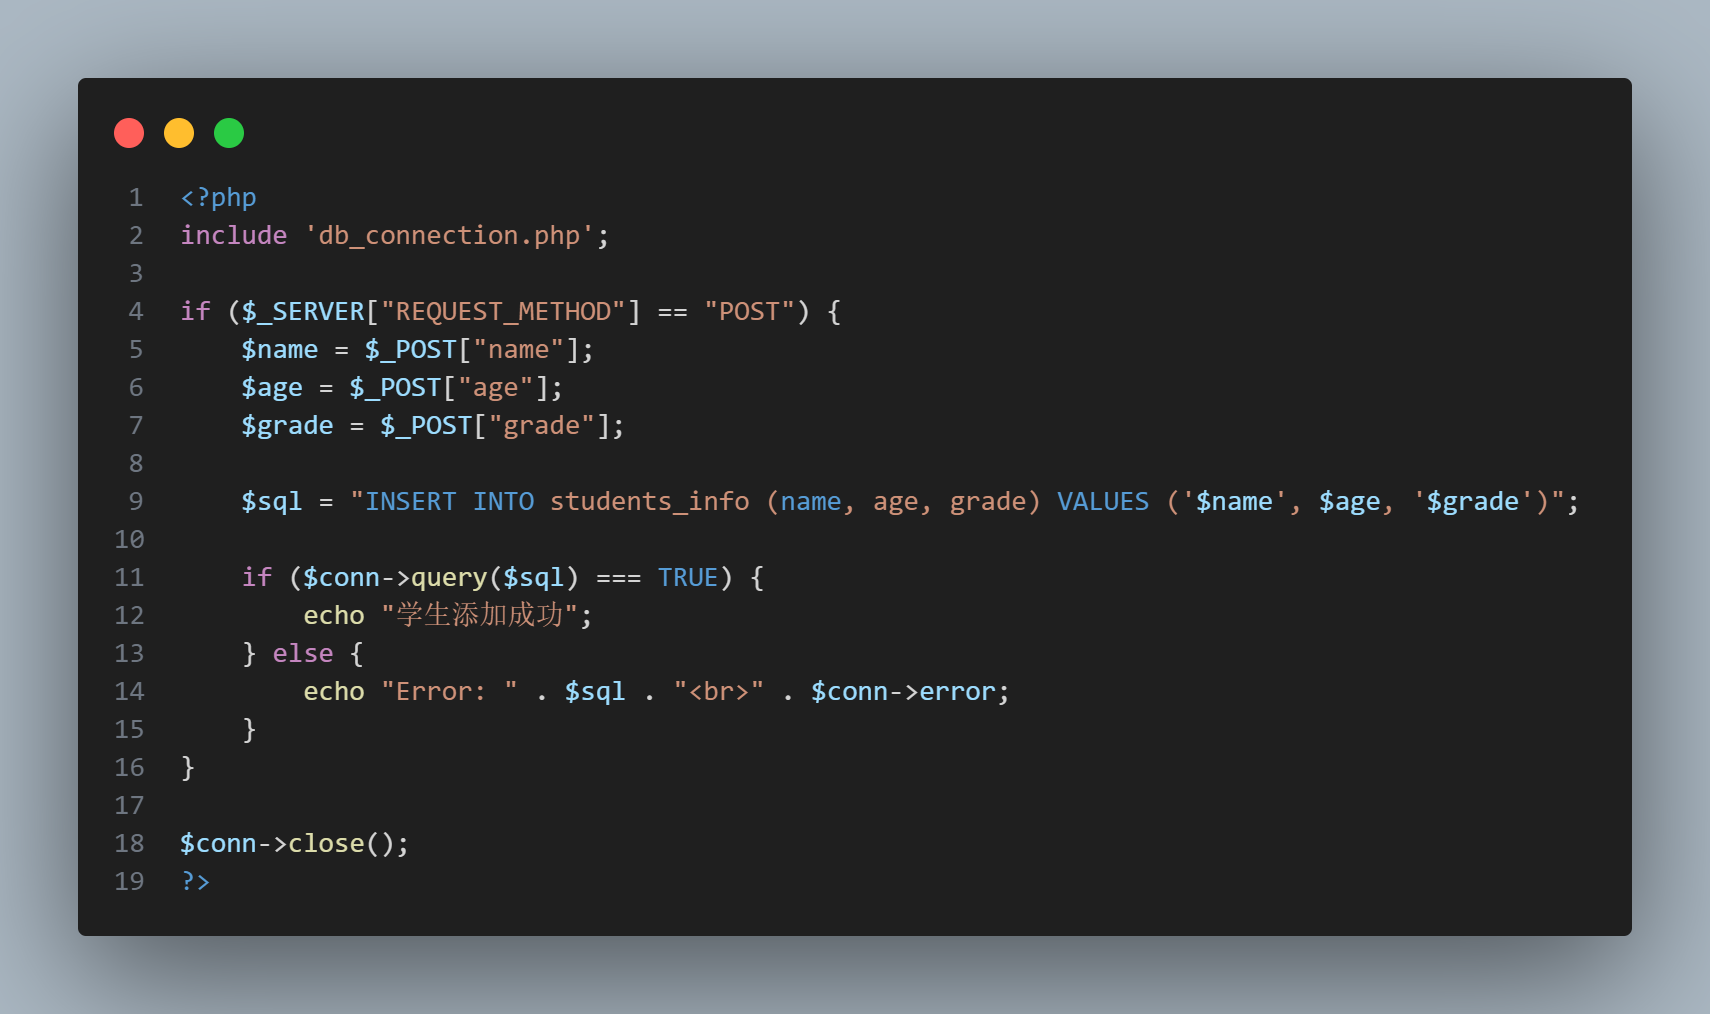 1 <?php
2 include 'db_connection.php';
3
4 if ($_SERVER["REQUEST_METHOD"] == "POST") {
5     $name = $_POST["name"];
6     $age = $_POST["age"];
7     $grade = $_POST["grade"];
8
9     $sql = "INSERT INTO students_info (name, age, grade) VALUES ('$name', $age, '$grade')";
10
11     if ($conn->query($sql) === TRUE) {
12         echo "学生添加成功";
13     } else {
14         echo "Error: " . $sql . "<br>" . $conn->error;
15     }
16 }
17
18 $conn->close();
19 ?>